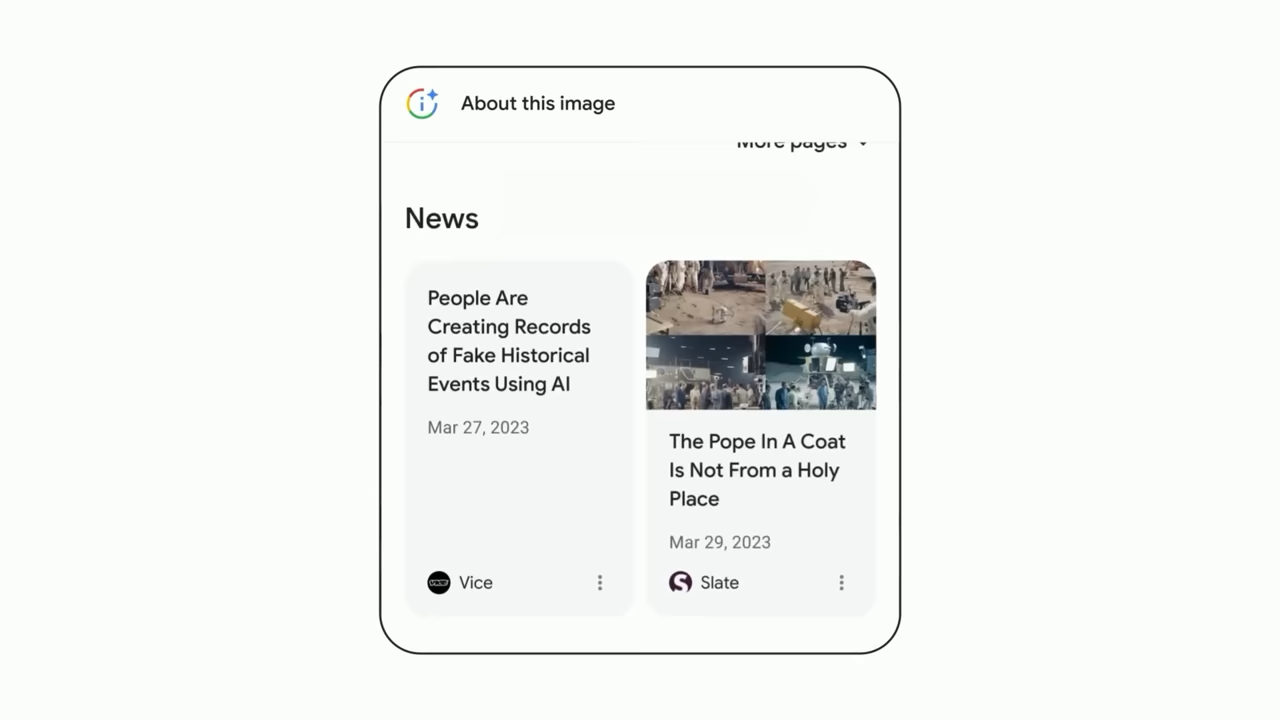 About this image
More pages
News
People Are
Creating Records
of Fake Historical
Events Using AI
Mar 27, 2023
Vice
The Pope In A Coat
Is Not From a Holy
Place
Mar 29, 2023
Slate